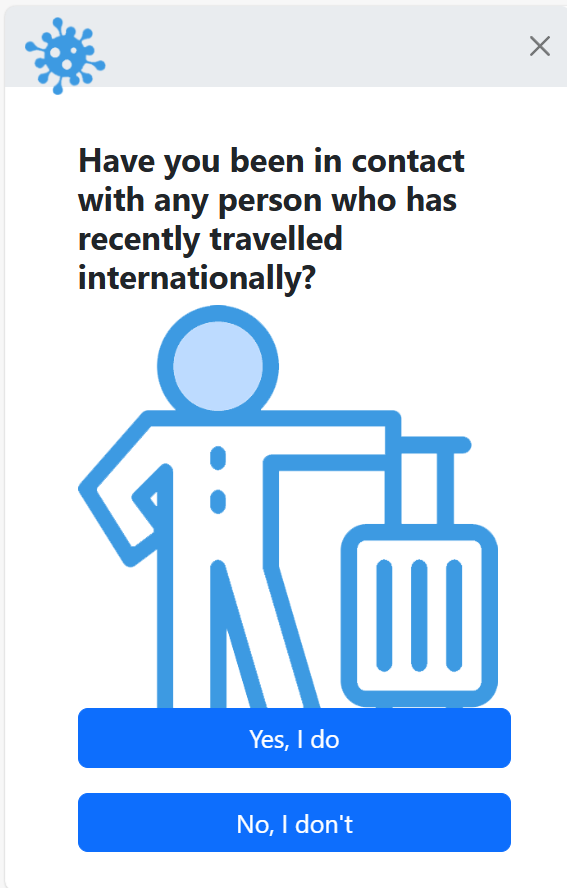 Have you been in contact
with any person who has
recently travelled
internationally?
Yes, I do
No, I don't